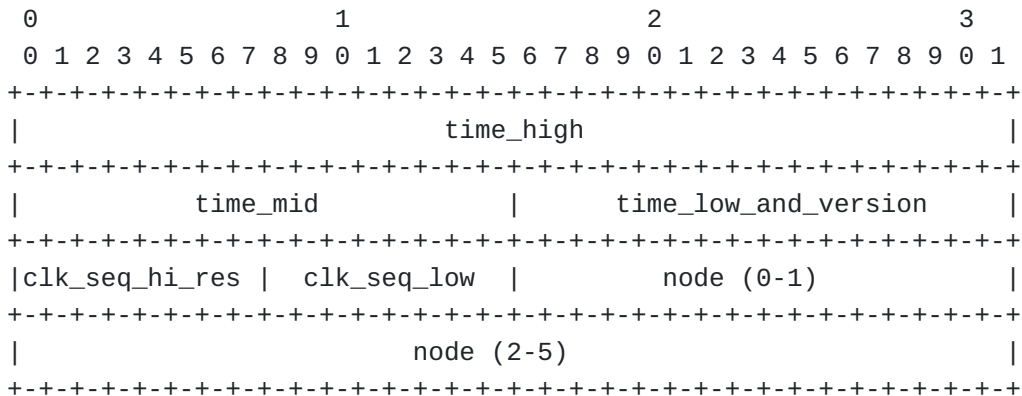 0                   1                   2                   3
 0 1 2 3 4 5 6 7 8 9 0 1 2 3 4 5 6 7 8 9 0 1 2 3 4 5 6 7 8 9 0 1
+-+-+-+-+-+-+-+-+-+-+-+-+-+-+-+-+-+-+-+-+-+-+-+-+-+-+-+-+-+-+-+-+
|                           time_high                           |
+-+-+-+-+-+-+-+-+-+-+-+-+-+-+-+-+-+-+-+-+-+-+-+-+-+-+-+-+-+-+-+-+
|           time_mid            |      time_low_and_version     |
+-+-+-+-+-+-+-+-+-+-+-+-+-+-+-+-+-+-+-+-+-+-+-+-+-+-+-+-+-+-+-+-+
|clk_seq_hi_res |  clk_seq_low  |         node (0-1)            |
+-+-+-+-+-+-+-+-+-+-+-+-+-+-+-+-+-+-+-+-+-+-+-+-+-+-+-+-+-+-+-+-+
|                         node (2-5)                            |
+-+-+-+-+-+-+-+-+-+-+-+-+-+-+-+-+-+-+-+-+-+-+-+-+-+-+-+-+-+-+-+-+